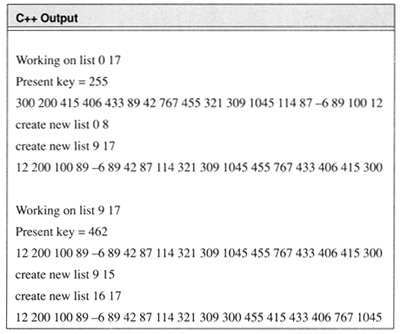 C++ Output
Working on list 0 17
Present key = 255
300 200 415 406 433 89 42 767 455 321 309 1045 114 87 –6 89 100 12
create new list 0 8
create new list 9 17
12 200 100 89 –6 89 42 87 114 321 309 1045 455 767 433 406 415 300
Working on list 9 17
Present key = 462
12 200 100 89 –6 89 42 87 114 321 309 1045 455 767 433 406 415 300
create new list 9 15
create new list 16 17
12 200 100 89 –6 89 42 87 114 321 309 300 455 415 433 406 767 1045